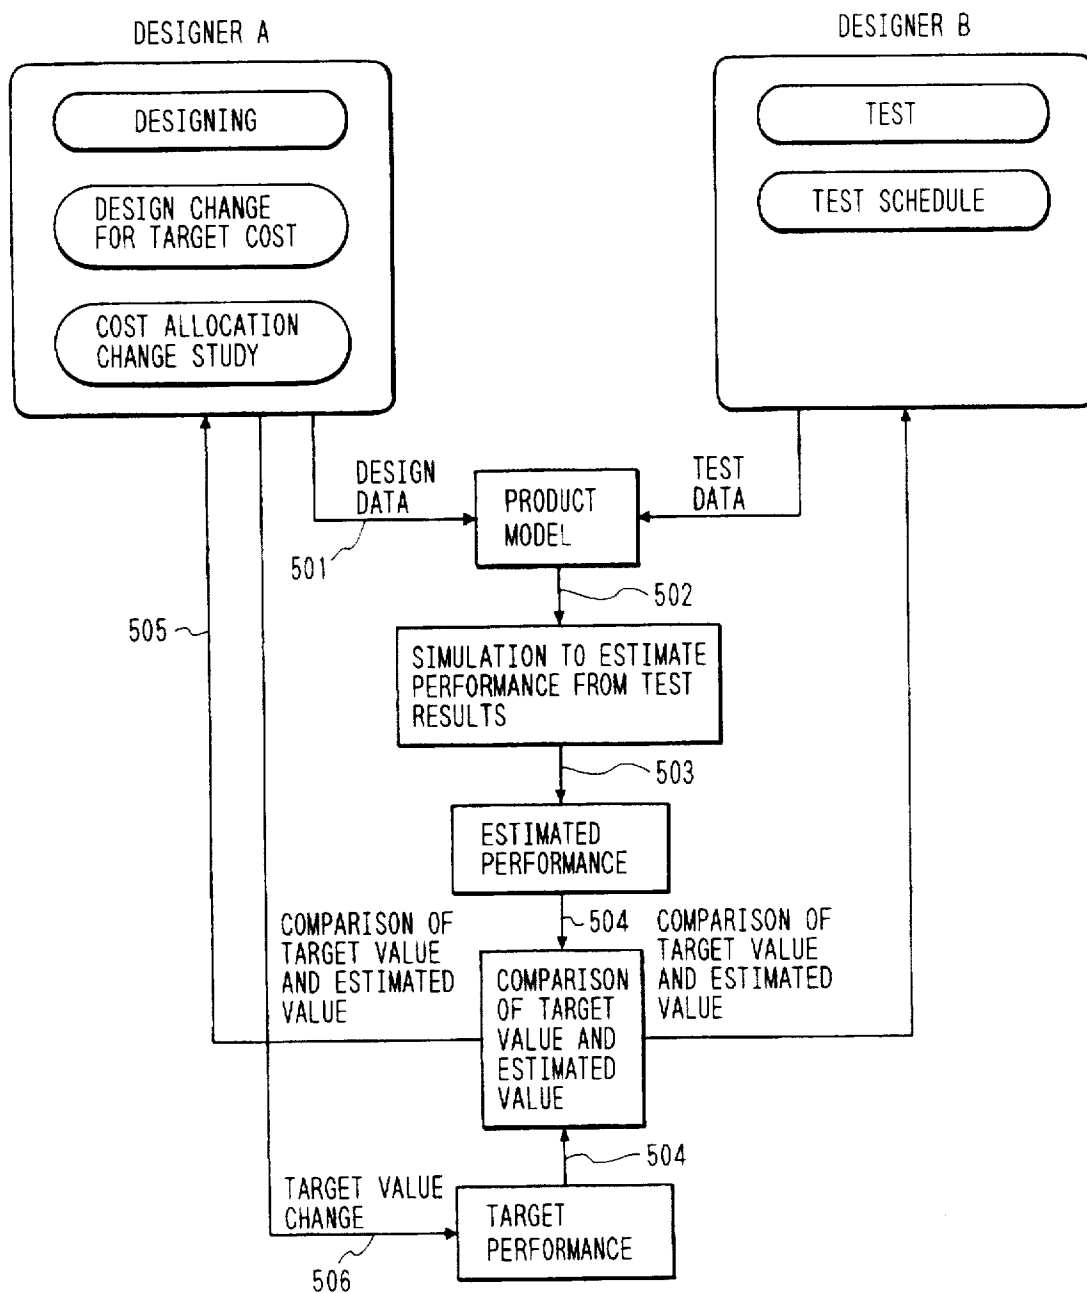 DESIGNER A
DESIGNER B
DESIGNING
DESIGN CHANGE
FOR TARGET COST
COST ALLOCATION
CHANGE STUDY
TEST
TEST SCHEDULE
DESIGN
DATA
501
PRODUCT
MODEL
TEST
DATA
502
505
SIMULATION TO ESTIMATE
PERFORMANCE FROM TEST
RESULTS
503
ESTIMATED
PERFORMANCE
504
COMPARISON OF
TARGET VALUE
AND ESTIMATED
VALUE
COMPARISON
OF TARGET
VALUE AND
ESTIMATED
VALUE
COMPARISON OF
TARGET VALUE
AND ESTIMATED
VALUE
504
TARGET VALUE
CHANGE
506
TARGET
PERFORMANCE